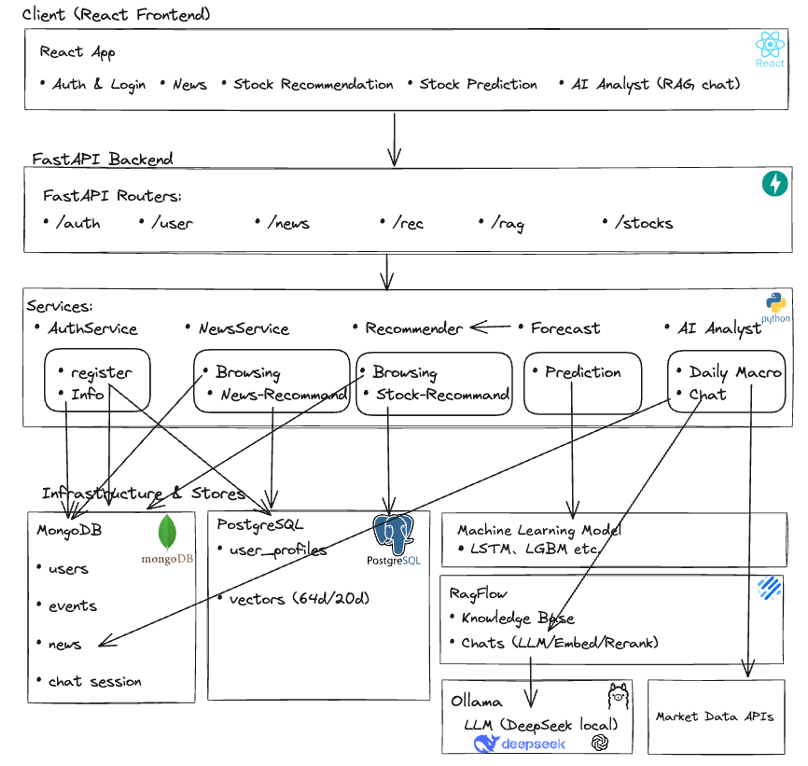 Client (React Frontend)
React App
React
• Auth & Login • News • Stock Recommendation • Stock Prediction • AI Analyst (RAG chat)
FastAPI Backend
FastAPI Routers:
• /auth • /user • /news • /rec • /rag • /stocks
Services:
python
• AuthService • NewsService • Recommender • Forecast • AI Analyst
• register • Browsing • Browsing • Prediction • Daily Macro
• Info • News-Recommand • Stock-Recommand • Chat
Infrastructure & Stores
MongoDB
mongoDB
• users
• events
• news
• chat session
PostgreSQL
PostgreSQL
• user_profiles
• vectors (64d/20d)
Machine Learning Model
• LSTM、LGBM etc.
RagFlow
• Knowledge Base
• Chats (LLM/Embed/Rerank)
Ollama
LLM (DeepSeek local)
deepseek
Market Data APIs